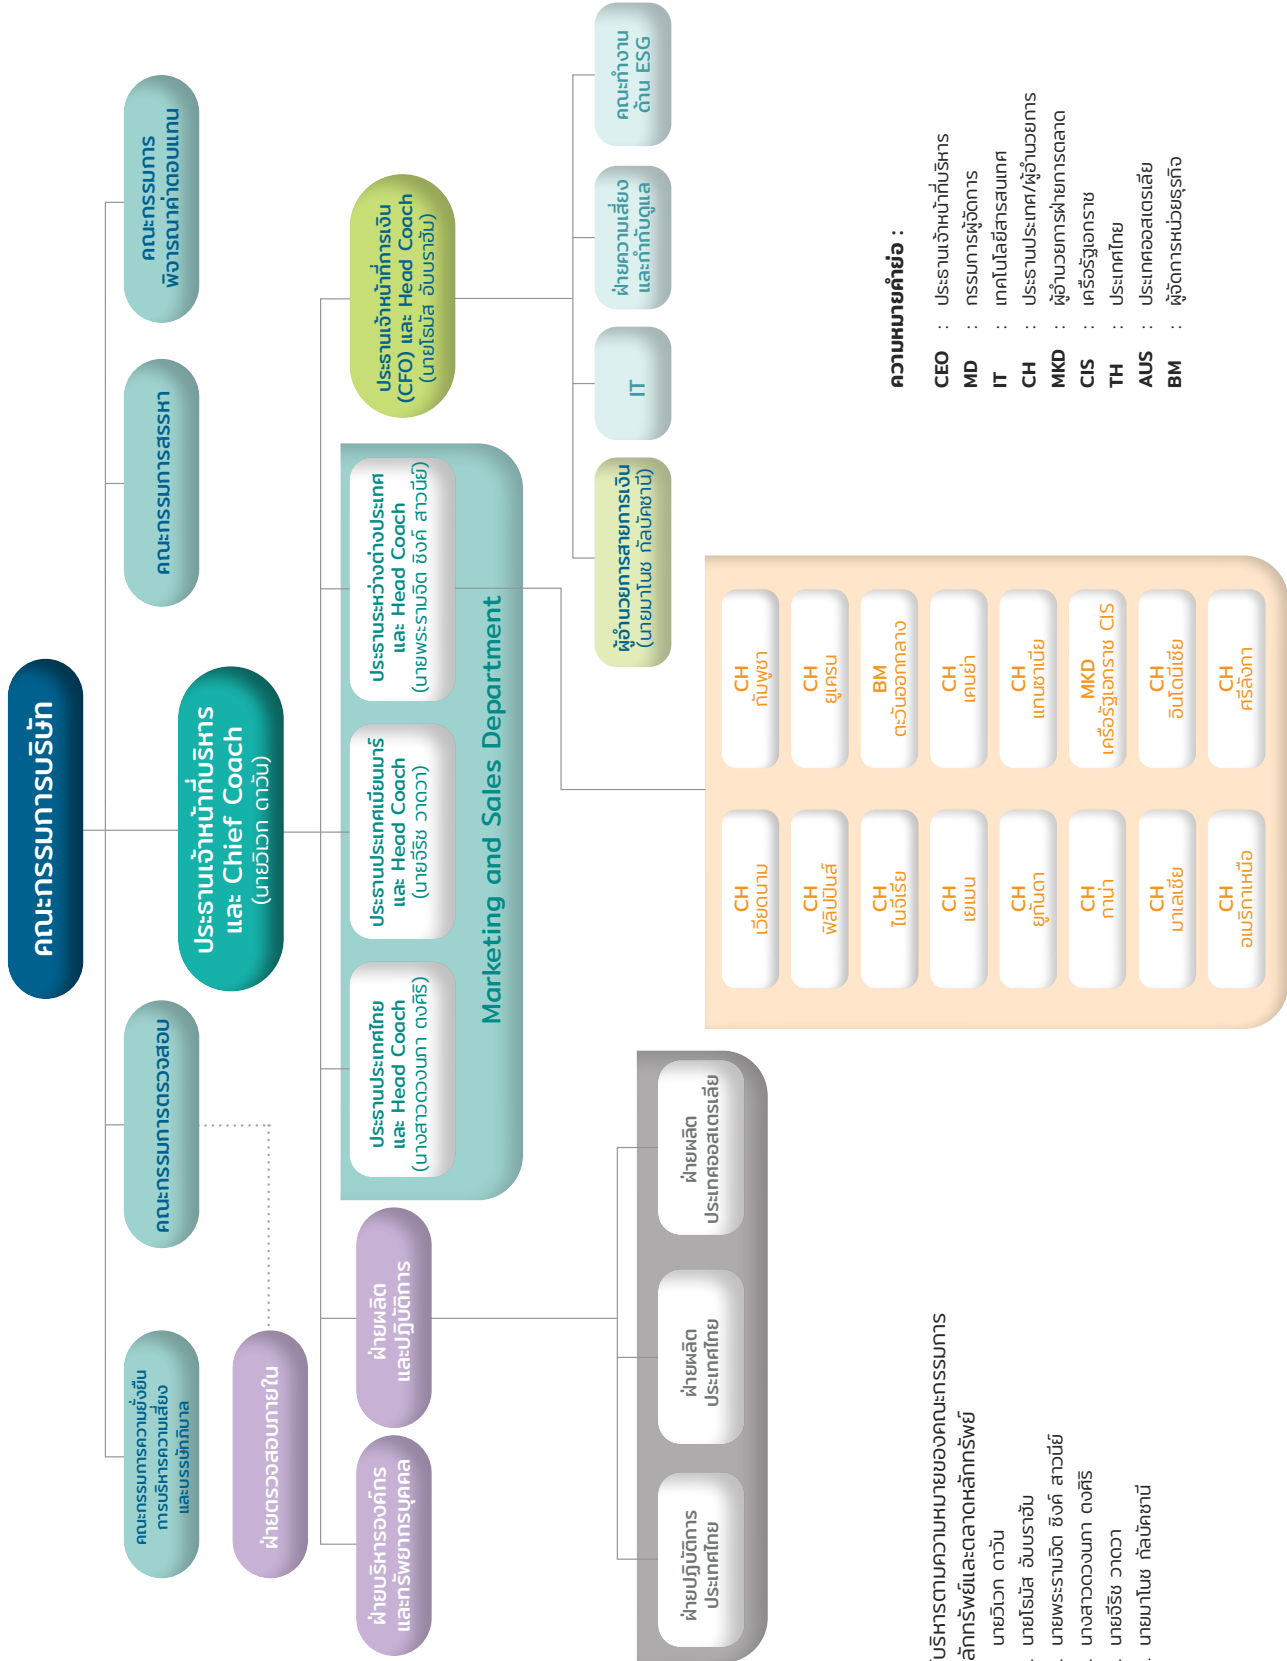 คณะกรรมการบริษัท
คณะกรรมการความยั่งยืน
การบริหารความเสี่ยง
และบรรษัทภิบาล
คณะกรรมการตรวจสอบ
คณะกรรมการสรรหา
คณะกรรมการ
พิจารณาค่าตอบแทน
ประธานเจ้าหน้าที่บริหาร
และ Chief Coach
(นายวิเวก ดาวัน)
ฝ่ายตรวจสอบภายใน
ฝ่ายบริหารองค์กร
และทรัพยากรบุคคล
ฝ่ายผลิต
และปฏิบัติการ
ประธานประเทศไทย
และ Head Coach
(นางสาวดวงนภา ตงศิริ)
ประธานประเทศเมียนมาร์
และ Head Coach
(นายจีริช วาดวา)
ประธานระหว่างต่างประเทศ
และ Head Coach
(นายพระรามจิต ซิงค์ สาวนีย์)
Marketing and Sales Department
ประธานเจ้าหน้าที่การเงิน
(CFO) และ Head Coach
(นายโธมัส อับบราฮัม)
ผู้อำนวยการสายการเงิน
(นายมาโนช กัลบัคซานี)
IT
ฝ่ายความเสี่ยง
และกำกับดูแล
คณะทำงาน
ด้าน ESG
ฝ่ายปฏิบัติการ
ประเทศไทย
ฝ่ายผลิต
ประเทศไทย
ฝ่ายผลิต
ประเทศออสเตรเลีย
CH
เวียดนาม
CH
กัมพูชา
CH
ฟิลิปปินส์
CH
ยูเครน
CH
ไนจีเรีย
BM
ตะวันออกกลาง
CH
เยเมน
CH
เคนย่า
CH
ยูกันดา
CH
แทนซาเนีย
CH
กาน่า
MKD
เครือรัฐเอกราช CIS
CH
มาเลเซีย
CH
อินโดนีเซีย
CH
อเมริกาเหนือ
CH
ศรีลังกา
บริหารตามความหมายของคณะกรรมการ
ลักทรัพย์และตลาดหลักทรัพย์
นายวิเวก ดาวัน
. นายโธมัส อับบราฮัม
. นายพระรามจิต ซิงค์ สาวนีย์
. นางสาวดวงนภา ตงศิริ
. นายจีริช วาดวา
. นายมาโนช กัลบัคซานี
ความหมายคำย่อ :
CEO : ประธานเจ้าหน้าที่บริหาร
MD : กรรมการผู้จัดการ
IT : เทคโนโลยีสารสนเทศ
CH : ประธานประเทศ/ผู้อำนวยการ
MKD : ผู้อำนวยการฝ่ายการตลาด
CIS : เครือรัฐเอกราช
TH : ประเทศไทย
AUS : ประเทศออสเตรเลีย
BM : ผู้จัดการหน่วยธุรกิจ